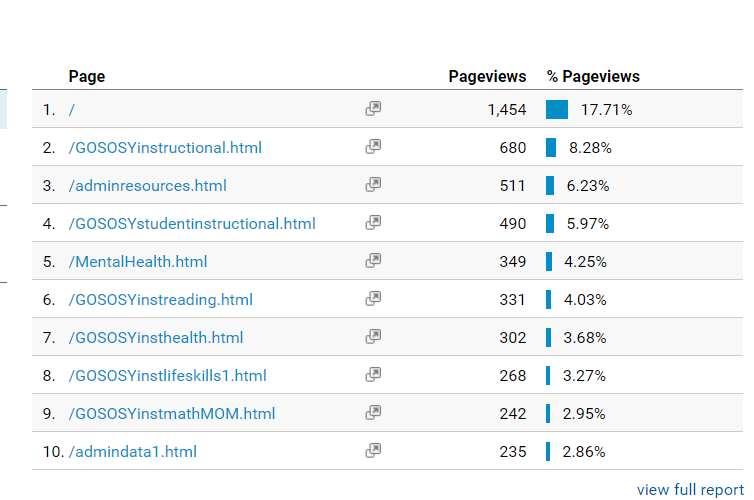 Page Pageviews % Pageviews
1. / 1,454 17.71%
2. /GOSOSYinstructional.html 680 8.28%
3. /adminresources.html 511 6.23%
4. /GOSOSYstudentinstructional.html 490 5.97%
5. /MentalHealth.html 349 4.25%
6. /GOSOSYinstreading.html 331 4.03%
7. /GOSOSYinsthealth.html 302 3.68%
8. /GOSOSYinstlifeskills1.html 268 3.27%
9. /GOSOSYinstmathMOM.html 242 2.95%
10. /admindata1.html 235 2.86%
view full report